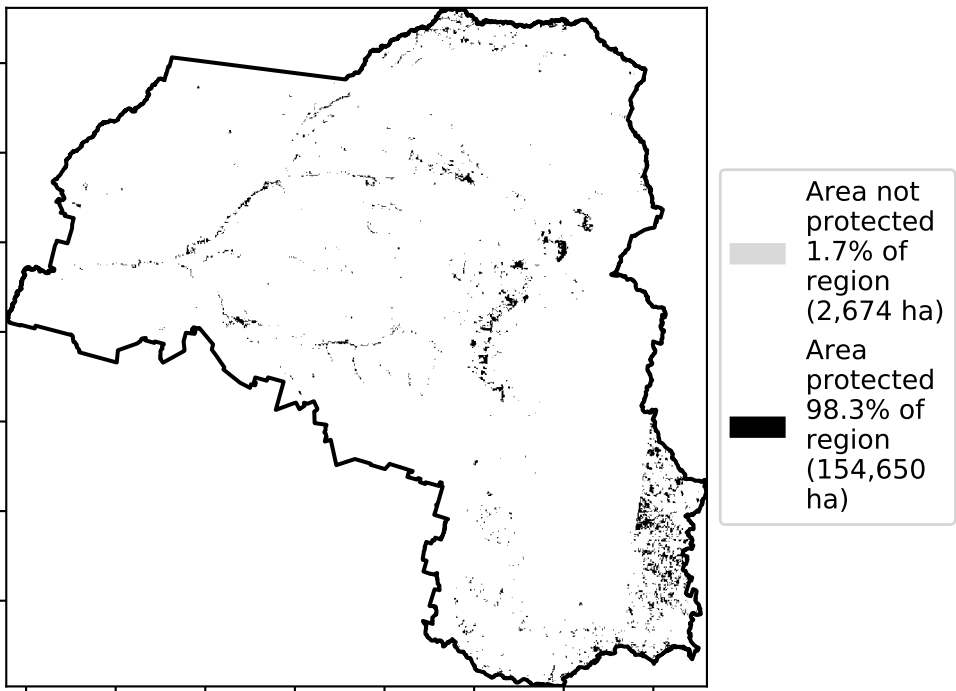 Area not
protected
1.7% of
region
(2,674 ha)
Area
protected
98.3% of
region
(154,650
ha)